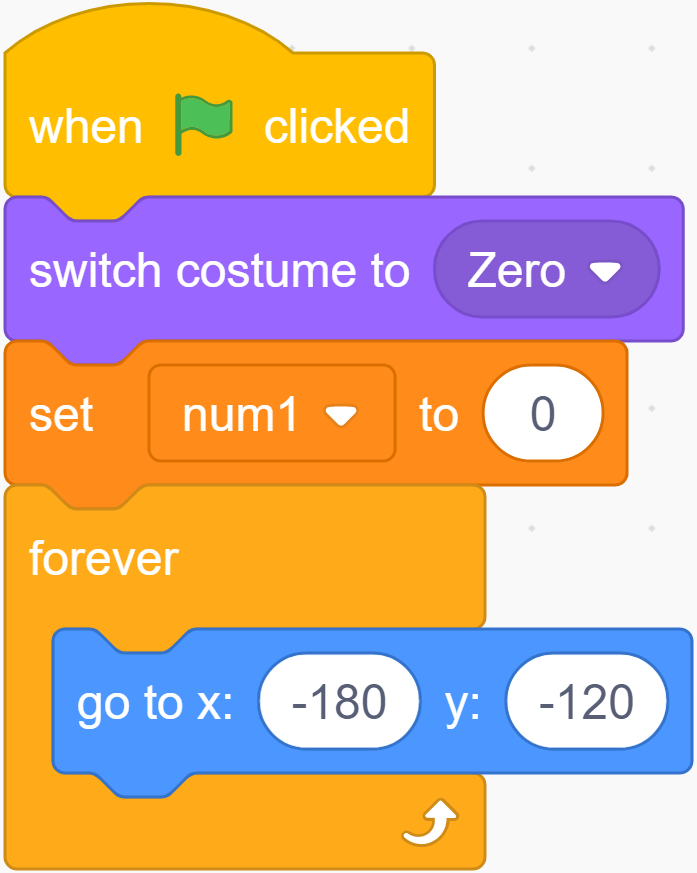 when clicked
switch costume to Zero
set num1 to 0
forever
go to x: -180 y: -120